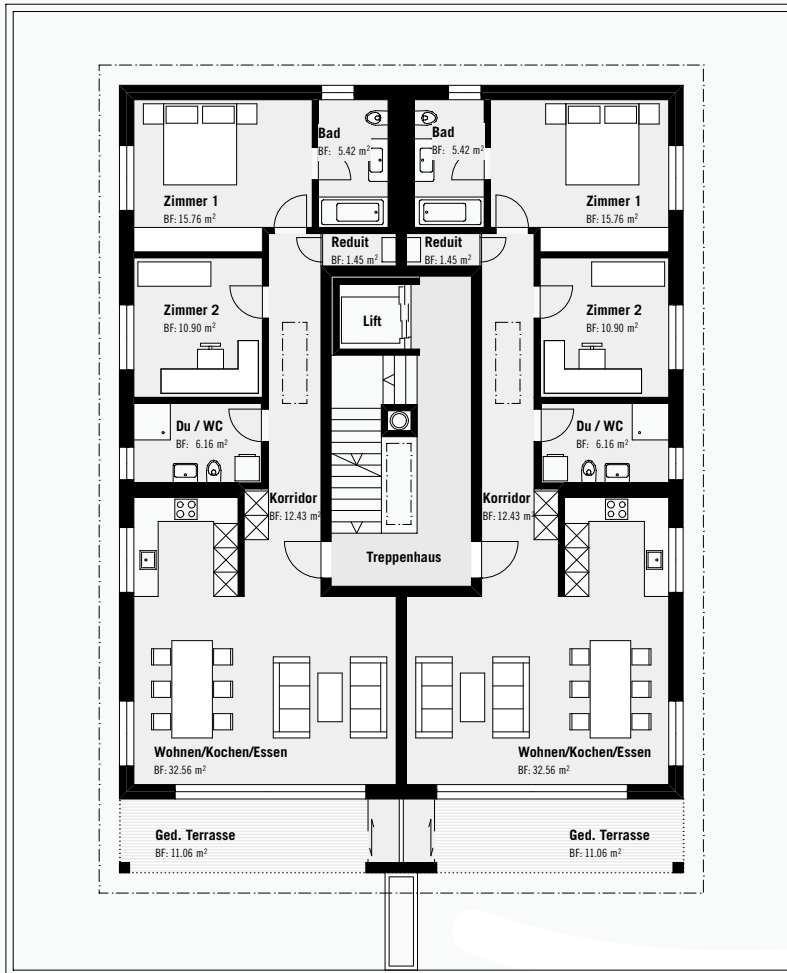 Bad
BF: 5.42 m²
Bad
BF: 5.42 m²
Zimmer 1
BF: 15.76 m²
Zimmer 1
BF: 15.76 m²
Reduit
BF: 1.45 m²
Reduit
BF: 1.45 m²
Zimmer 2
BF: 10.90 m²
Lift
Zimmer 2
BF: 10.90 m²
Du / WC
BF: 6.16 m²
Du / WC
BF: 6.16 m²
Korridor
BF: 12.43 m²
Korridor
BF: 12.43 m²
Treppenhaus
Wohnen/Kochen/Essen
BF: 32.56 m²
Wohnen/Kochen/Essen
BF: 32.56 m²
Ged. Terrasse
BF: 11.06 m²
Ged. Terrasse
BF: 11.06 m²